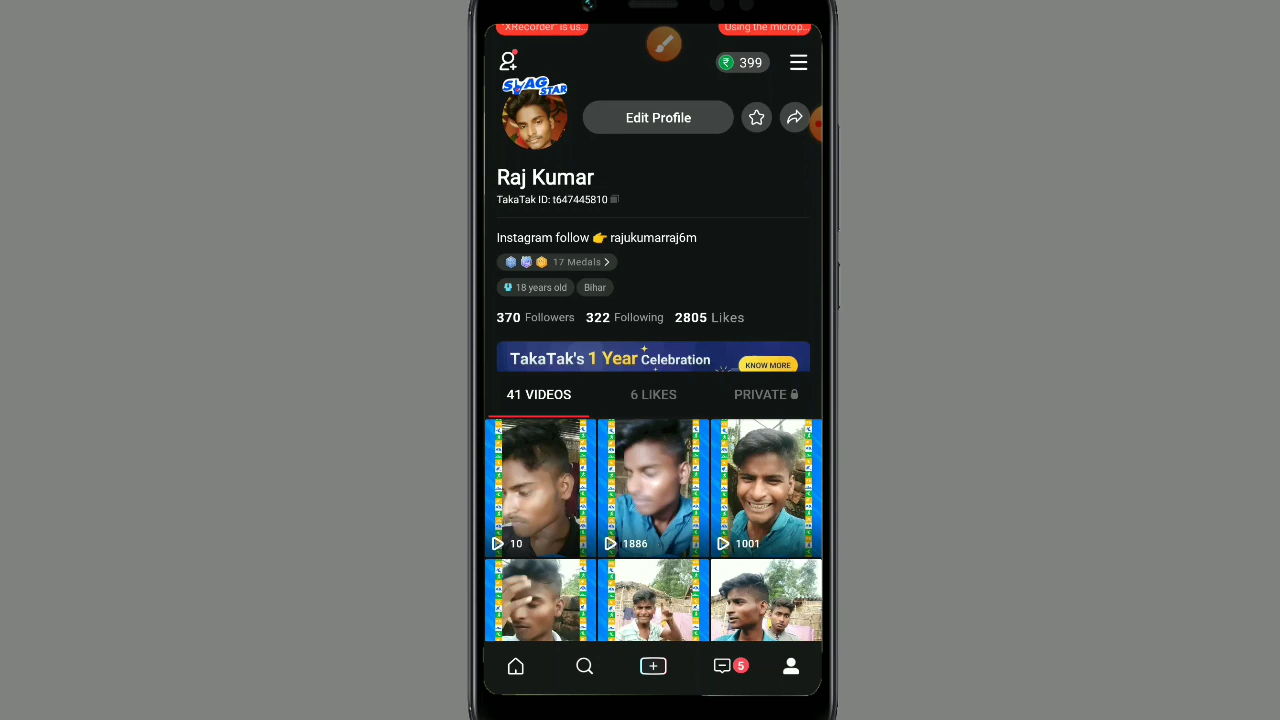 "XRecorder" is us..
Using the microp..
399
SWAG
STAR
Edit Profile
Raj Kumar
TakaTak ID: t647445810
Instagram follow 👉 rajukumarraj6m
17 Medals >
18 years old Bihar
370 Followers 322 Following 2805 Likes
TakaTak's 1 Year Celebration
KNOW MORE
41 VIDEOS 6 LIKES PRIVATE
10 1886 1001
5